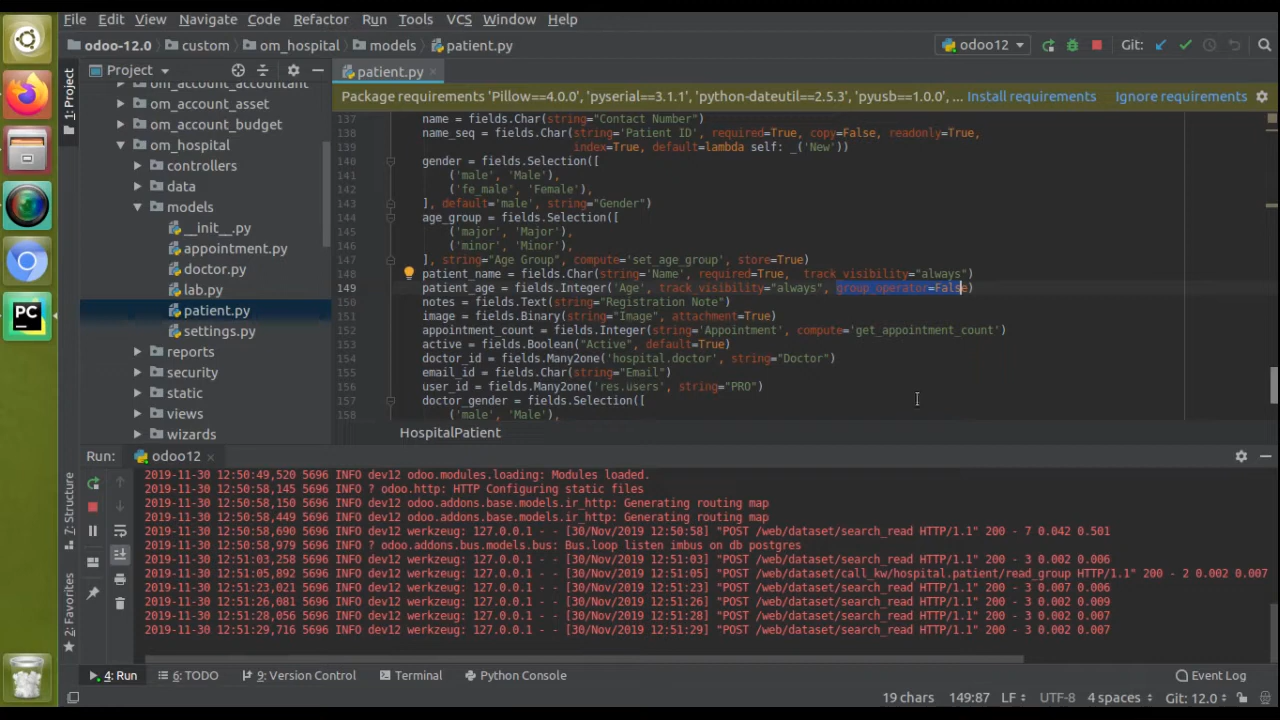 File Edit View Navigate Code Refactor Run Tools VCS Window Help
odoo-12.0 custom om_hospital models patient.py odoo12 Git:
Project patient.py
1: Project
Package requirements 'Pillow==4.0.0', 'pyserial==3.1.1', 'python-dateutil==2.5.3', 'pyusb==1.0.0', ... Install requirements Ignore requirements
om_account_accountant
om_account_asset
om_account_budget
om_hospital
controllers
data
models
__init__.py
appointment.py
doctor.py
lab.py
patient.py
settings.py
reports
security
static
views
wizards
137 name = fields.Char(string="Contact Number")
138 name_seq = fields.Char(string='Patient ID', required=True, copy=False, readonly=True,
139 index=True, default=lambda self: _('New'))
140 gender = fields.Selection([
141 ('male', 'Male'),
142 ('fe_male', 'Female'),
143 ], default='male', string="Gender")
144 age_group = fields.Selection([
145 ('major', 'Major'),
146 ('minor', 'Minor'),
147 ], string="Age Group", compute='set_age_group', store=True)
148 patient_name = fields.Char(string='Name', required=True, track_visibility="always")
149 patient_age = fields.Integer('Age', track_visibility="always", group_operator=False)
150 notes = fields.Text(string="Registration Note")
151 image = fields.Binary(string="Image", attachment=True)
152 appointment_count = fields.Integer(string='Appointment', compute='get_appointment_count')
153 active = fields.Boolean("Active", default=True)
154 doctor_id = fields.Many2one('hospital.doctor', string="Doctor")
155 email_id = fields.Char(string="Email")
156 user_id = fields.Many2one('res.users', string="PRO")
157 doctor_gender = fields.Selection([
158 ('male', 'Male'),
HospitalPatient
Run: odoo12
7: Structure
2: Favorites
2019-11-30 12:50:49,520 5696 INFO dev12 odoo.modules.loading: Modules loaded.
2019-11-30 12:50:58,145 5696 INFO ? odoo.http: HTTP Configuring static files
2019-11-30 12:50:58,150 5696 INFO dev12 odoo.addons.base.models.ir_http: Generating routing map
2019-11-30 12:50:58,449 5696 INFO dev12 odoo.addons.base.models.ir_http: Generating routing map
2019-11-30 12:50:58,690 5696 INFO dev12 werkzeug: 127.0.0.1 - - [30/Nov/2019 12:50:58] "POST /web/dataset/search_read HTTP/1.1" 200 - 7 0.042 0.501
2019-11-30 12:50:58,979 5696 INFO ? odoo.addons.bus.models.bus: Bus.loop listen imbus on db postgres
2019-11-30 12:51:03,258 5696 INFO dev12 werkzeug: 127.0.0.1 - - [30/Nov/2019 12:51:03] "POST /web/dataset/search_read HTTP/1.1" 200 - 3 0.002 0.006
2019-11-30 12:51:05,892 5696 INFO dev12 werkzeug: 127.0.0.1 - - [30/Nov/2019 12:51:05] "POST /web/dataset/call_kw/hospital.patient/read_group HTTP/1.1" 200 - 2 0.002 0.007
2019-11-30 12:51:23,021 5696 INFO dev12 werkzeug: 127.0.0.1 - - [30/Nov/2019 12:51:23] "POST /web/dataset/search_read HTTP/1.1" 200 - 3 0.007 0.006
2019-11-30 12:51:26,081 5696 INFO dev12 werkzeug: 127.0.0.1 - - [30/Nov/2019 12:51:26] "POST /web/dataset/search_read HTTP/1.1" 200 - 3 0.002 0.009
2019-11-30 12:51:28,056 5696 INFO dev12 werkzeug: 127.0.0.1 - - [30/Nov/2019 12:51:28] "POST /web/dataset/search_read HTTP/1.1" 200 - 3 0.002 0.007
2019-11-30 12:51:29,716 5696 INFO dev12 werkzeug: 127.0.0.1 - - [30/Nov/2019 12:51:29] "POST /web/dataset/search_read HTTP/1.1" 200 - 3 0.002 0.007
4: Run 6: TODO 9: Version Control Terminal Python Console Event Log
19 chars 149:87 LF UTF-8 4 spaces Git: 12.0
PC